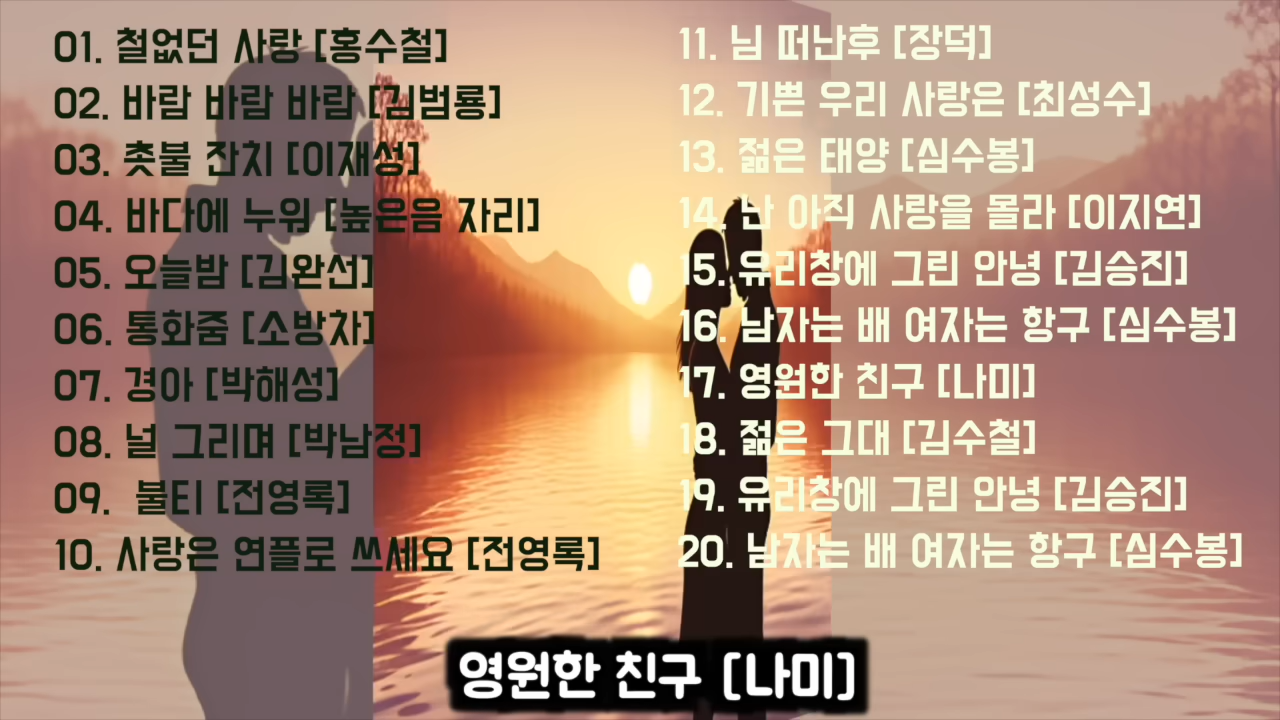 01. 철없던 사랑 [홍수철]
02. 바람 바람 바람 [김범룡]
03. 촛불 잔치 [이재성]
04. 바다에 누워 [높은음 자리]
05. 오늘밤 [김완선]
06. 통화중 [소방차]
07. 경아 [박해성]
08. 널 그리며 [박남정]
09. 불티 [전영록]
10. 사랑은 연플로 쓰세요 [전영록]
11. 님 떠난후 [장덕]
12. 기쁜 우리 사랑은 [최성수]
13. 젊은 태양 [심수봉]
14. 난 아직 사랑을 몰라 [이지연]
15. 유리창에 그린 안녕 [김승진]
16. 남자는 배 여자는 항구 [심수봉]
17. 영원한 친구 [나미]
18. 젊은 그대 [김수철]
19. 유리창에 그린 안녕 [김승진]
20. 남자는 배 여자는 항구 [심수봉]
영원한 친구 [나미]